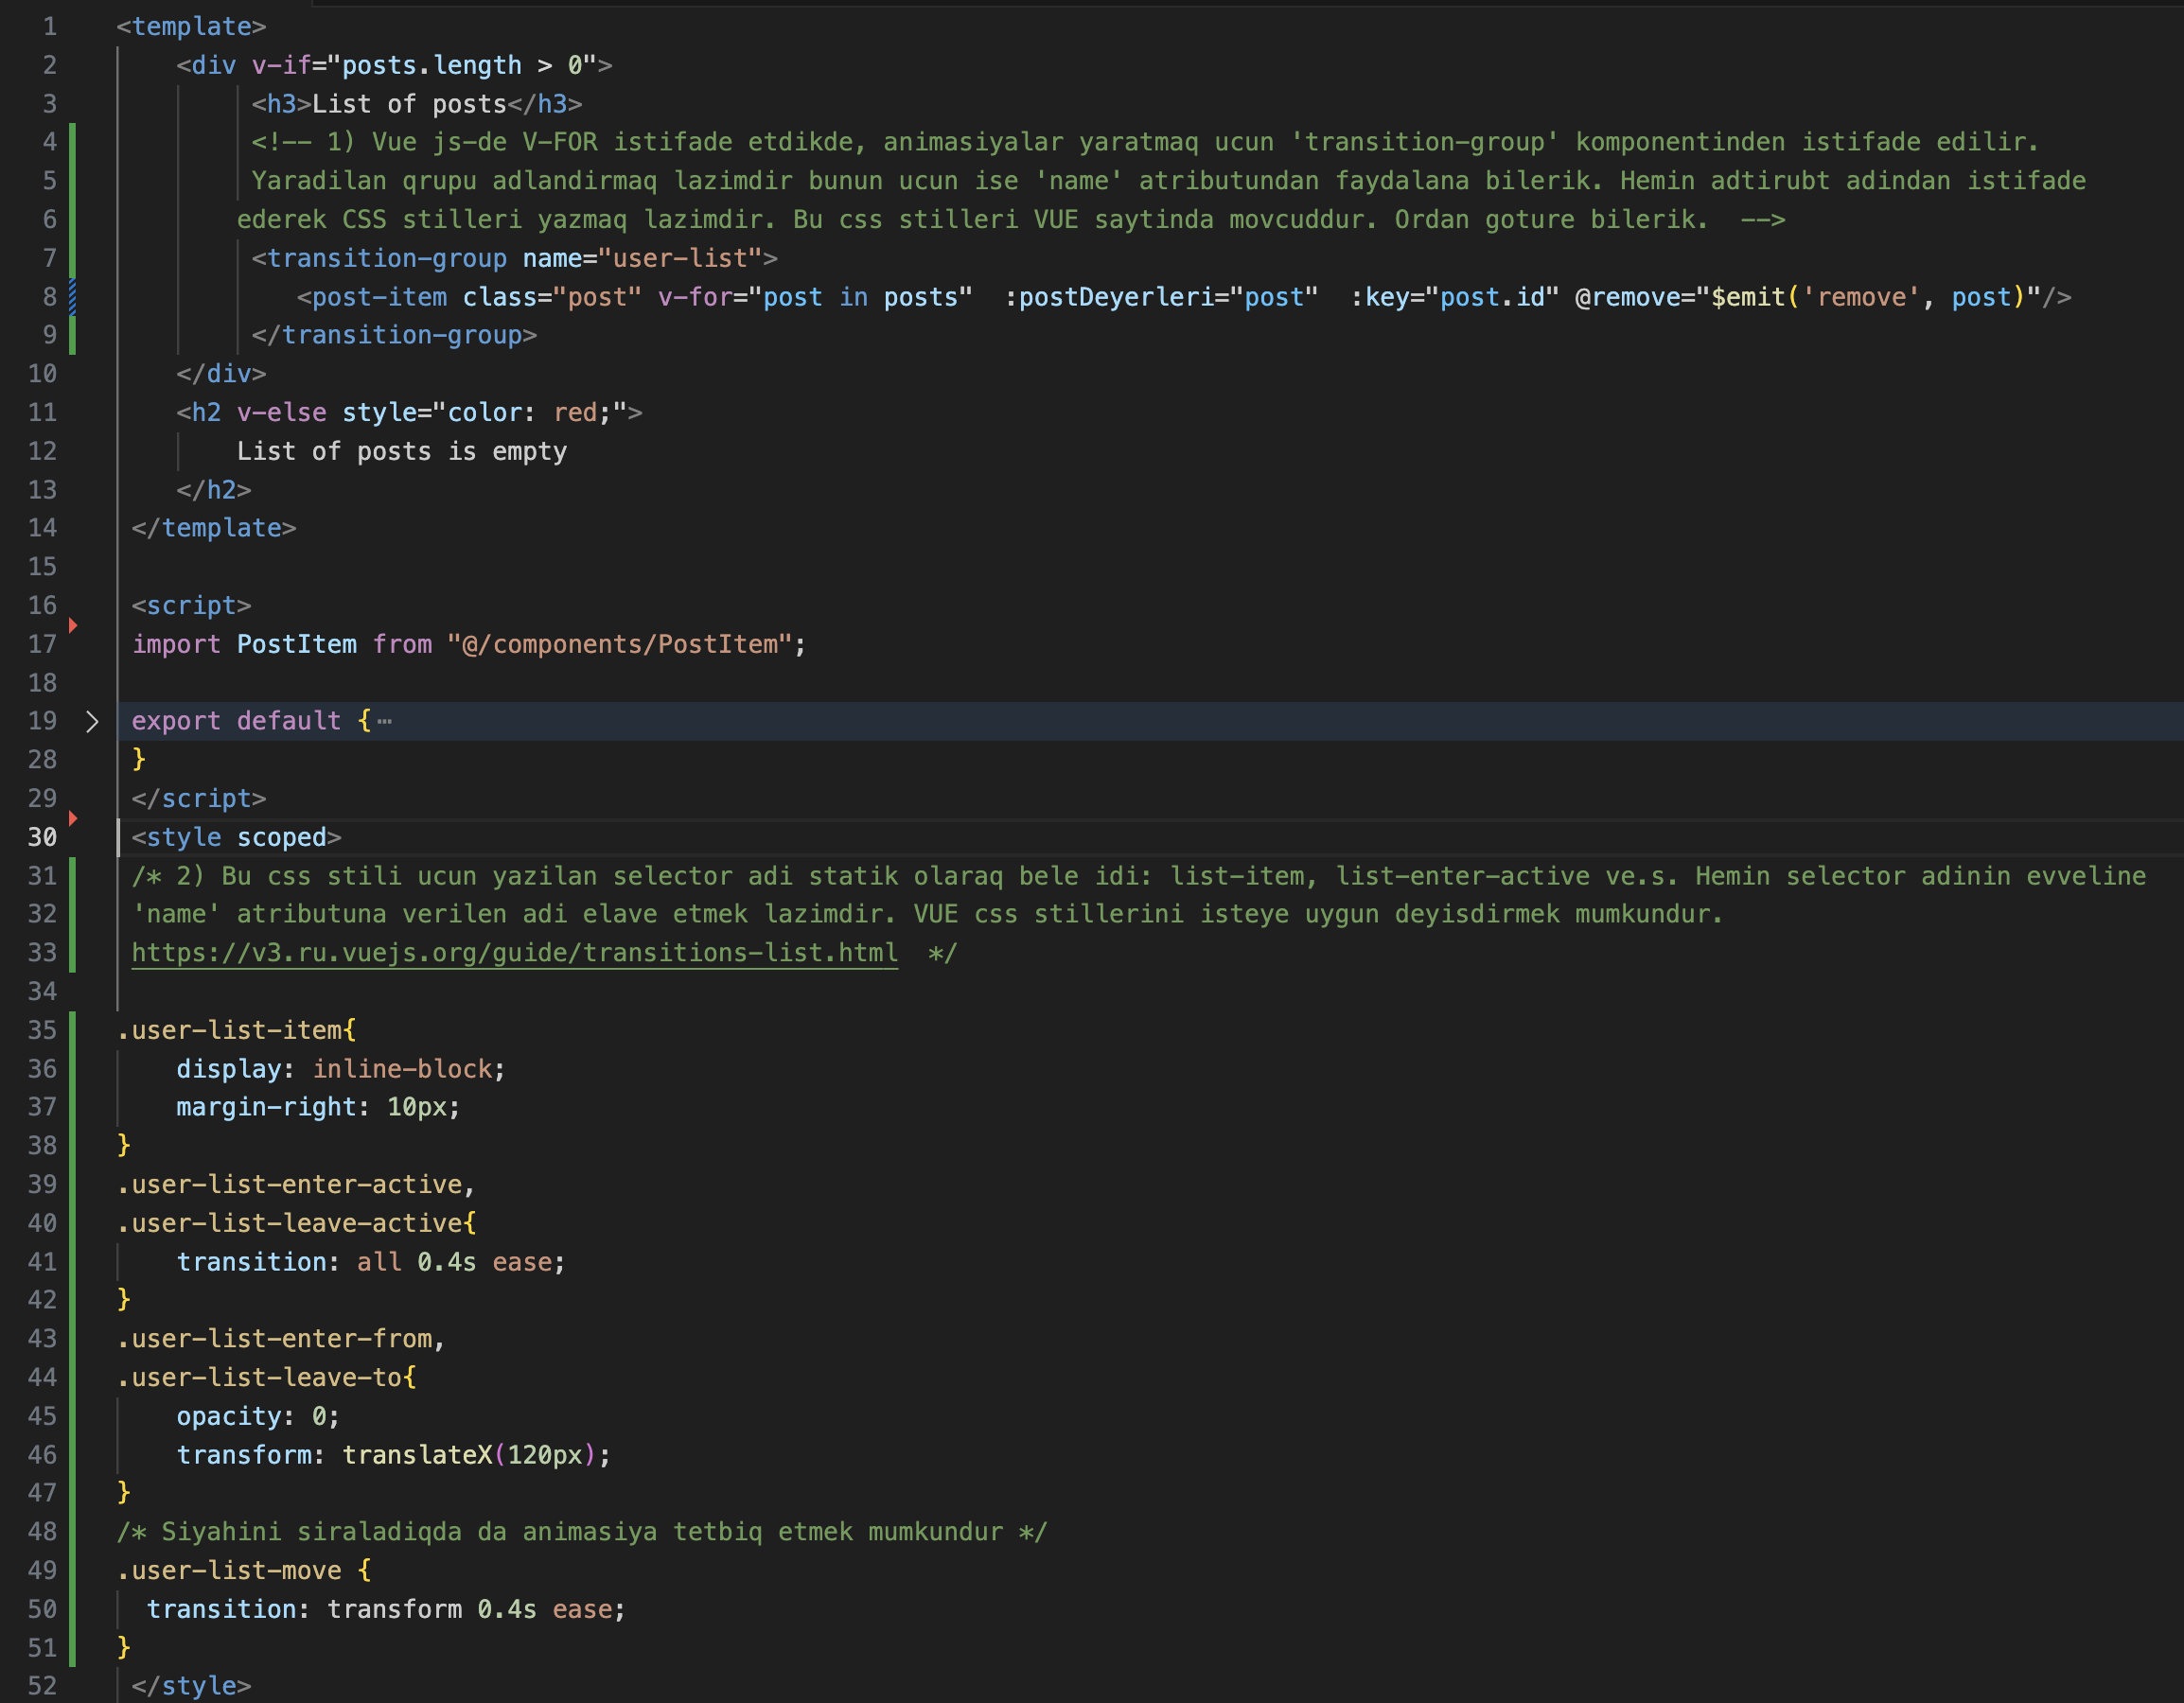 1 <template>
2 <div v-if="posts.length > 0">
3 <h3>List of posts</h3>
4 <!-- 1) Vue js-de V-FOR istifade etdikde, animasiyalar yaratmaq ucun 'transition-group' komponentinden istifade edilir.
5 Yaradilan qrupu adlandirmaq lazimdir bunun ucun ise 'name' atributundan faydalana bilerik. Hemin adtirubt adindan istifade
6 ederek CSS stilleri yazmaq lazimdir. Bu css stilleri VUE saytinda movcuddur. Ordan goture bilerik.  -->
7 <transition-group name="user-list">
8 <post-item class="post" v-for="post in posts"  :postDeyerleri="post"  :key="post.id" @remove="$emit('remove', post)"/>
9 </transition-group>
10 </div>
11 <h2 v-else style="color: red;">
12 List of posts is empty
13 </h2>
14 </template>
15
16 <script>
17 import PostItem from "@/components/PostItem";
18
19 export default {⋯
28 }
29 </script>
30 <style scoped>
31 /* 2) Bu css stili ucun yazilan selector adi statik olaraq bele idi: list-item, list-enter-active ve.s. Hemin selector adinin evveline
32 'name' atributuna verilen adi elave etmek lazimdir. VUE css stillerini isteye uygun deyisdirmek mumkundur.
33 https://v3.ru.vuejs.org/guide/transitions-list.html  */
34
35 .user-list-item{
36 display: inline-block;
37 margin-right: 10px;
38 }
39 .user-list-enter-active,
40 .user-list-leave-active{
41 transition: all 0.4s ease;
42 }
43 .user-list-enter-from,
44 .user-list-leave-to{
45 opacity: 0;
46 transform: translateX(120px);
47 }
48 /* Siyahini siraladiqda da animasiya tetbiq etmek mumkundur */
49 .user-list-move {
50 transition: transform 0.4s ease;
51 }
52 </style>